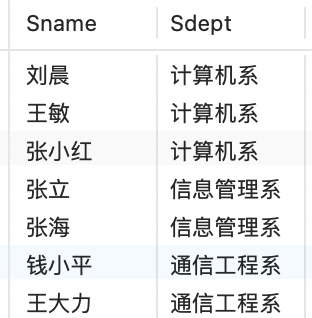 Sname Sdept
刘晨 计算机系
王敏 计算机系
张小红 计算机系
张立 信息管理系
张海 信息管理系
钱小平 通信工程系
王大力 通信工程系